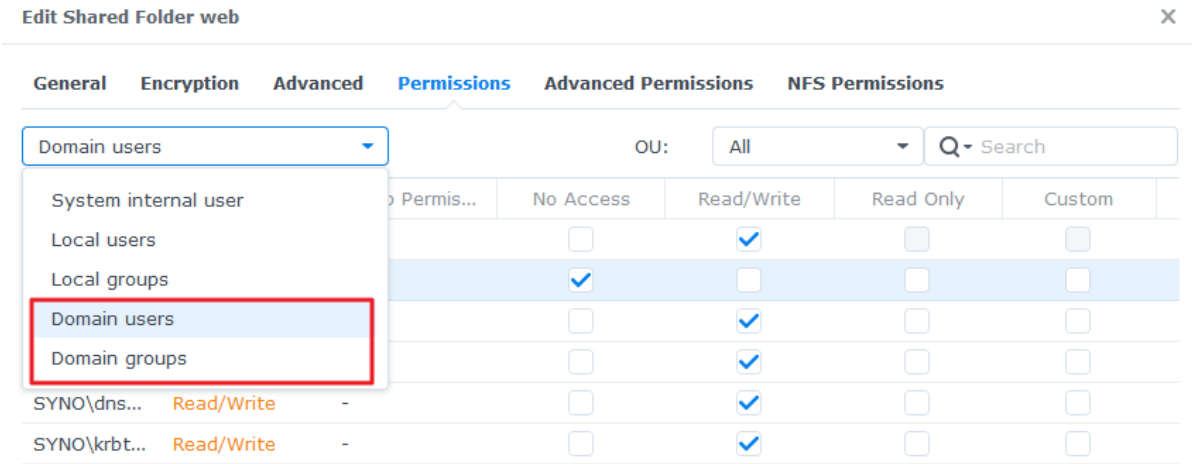 Edit Shared Folder web
General Encryption Advanced Permissions Advanced Permissions NFS Permissions
Domain users OU: All Search
System internal user
Local users
Local groups
Domain users
Domain groups
Permis... No Access Read/Write Read Only Custom
SYNO\dns... Read/Write -
SYNO\krbt... Read/Write -